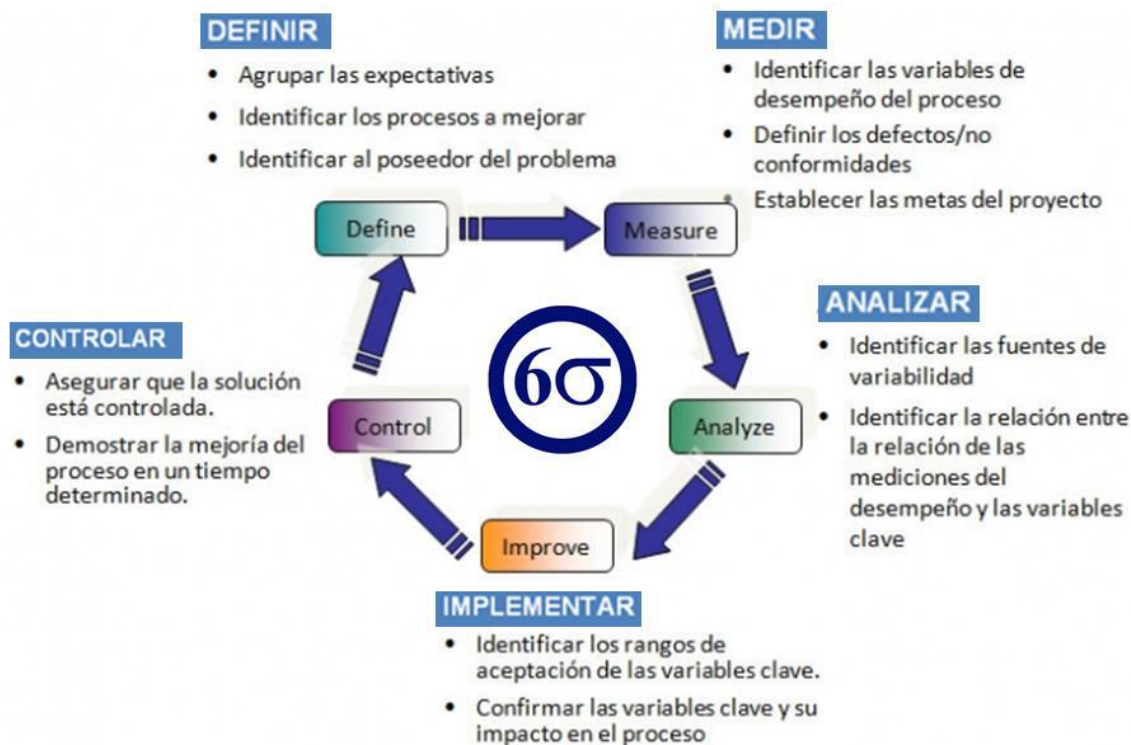 DEFINIR
• Agrupar las expectativas
• Identificar los procesos a mejorar
• Identificar al poseedor del problema
MEDIR
• Identificar las variables de
desempeño del proceso
• Definir los defectos/no
conformidades
• Establecer las metas del proyecto
Define
Measure
ANALIZAR
• Identificar las fuentes de
variabilidad
• Identificar la relación entre
la relación de las
mediciones del
desempeño y las variables
clave
CONTROLAR
• Asegurar que la solución
está controlada.
• Demostrar la mejoría del
proceso en un tiempo
determinado.
6σ
Control
Analyze
Improve
IMPLEMENTAR
• Identificar los rangos de
aceptación de las variables clave.
• Confirmar las variables clave y su
impacto en el proceso